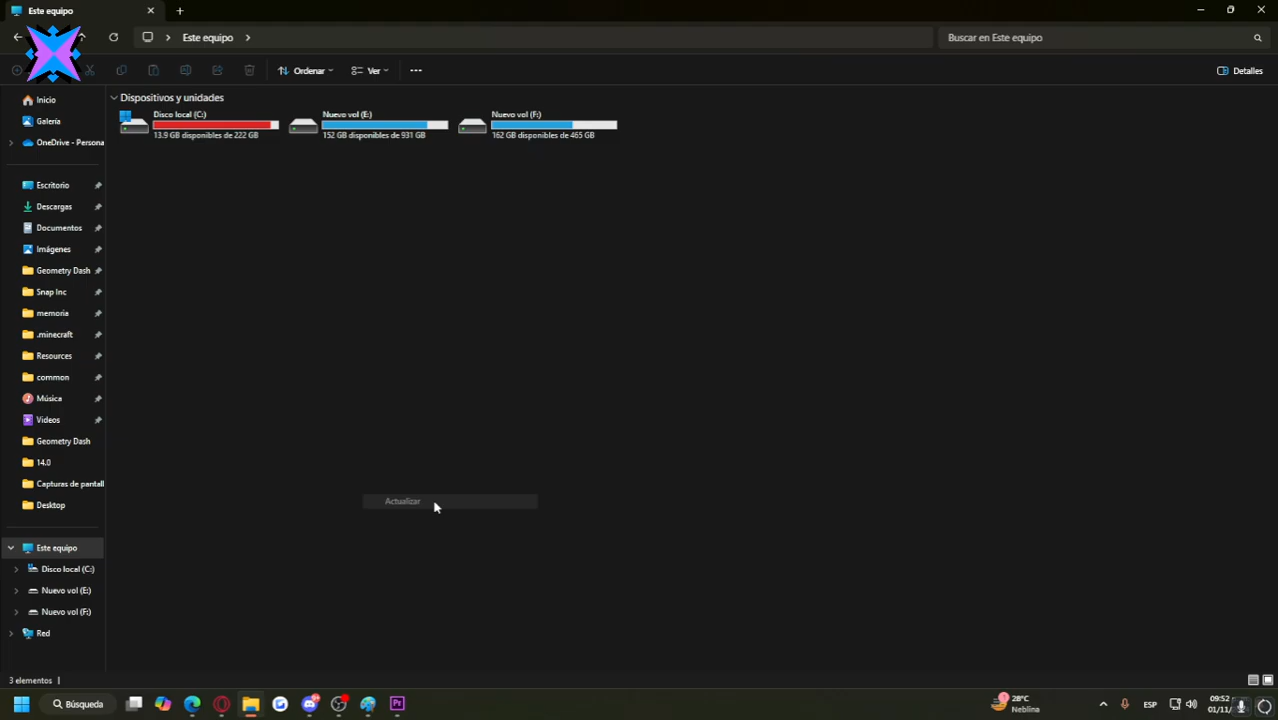 Este equipo
Este equipo
Buscar en Este equipo
Ordenar
Ver
Detalles
Inicio
Galería
OneDrive - Persona
Escritorio
Descargas
Documentos
Imágenes
Geometry Dash
Snap Inc
memoria
.minecraft
Resources
common
Música
Videos
Geometry Dash
14.0
Capturas de pantall
Desktop
Este equipo
Disco local (C:)
Nuevo vol (E:)
Nuevo vol (F:)
Red
Dispositivos y unidades
Disco local (C:)
13.9 GB disponibles de 222 GB
Nuevo vol (E:)
152 GB disponibles de 931 GB
Nuevo vol (F:)
162 GB disponibles de 465 GB
Actualizar
3 elementos
Búsqueda
Pr
28°C
Neblina
ESP
09:52
01/11/